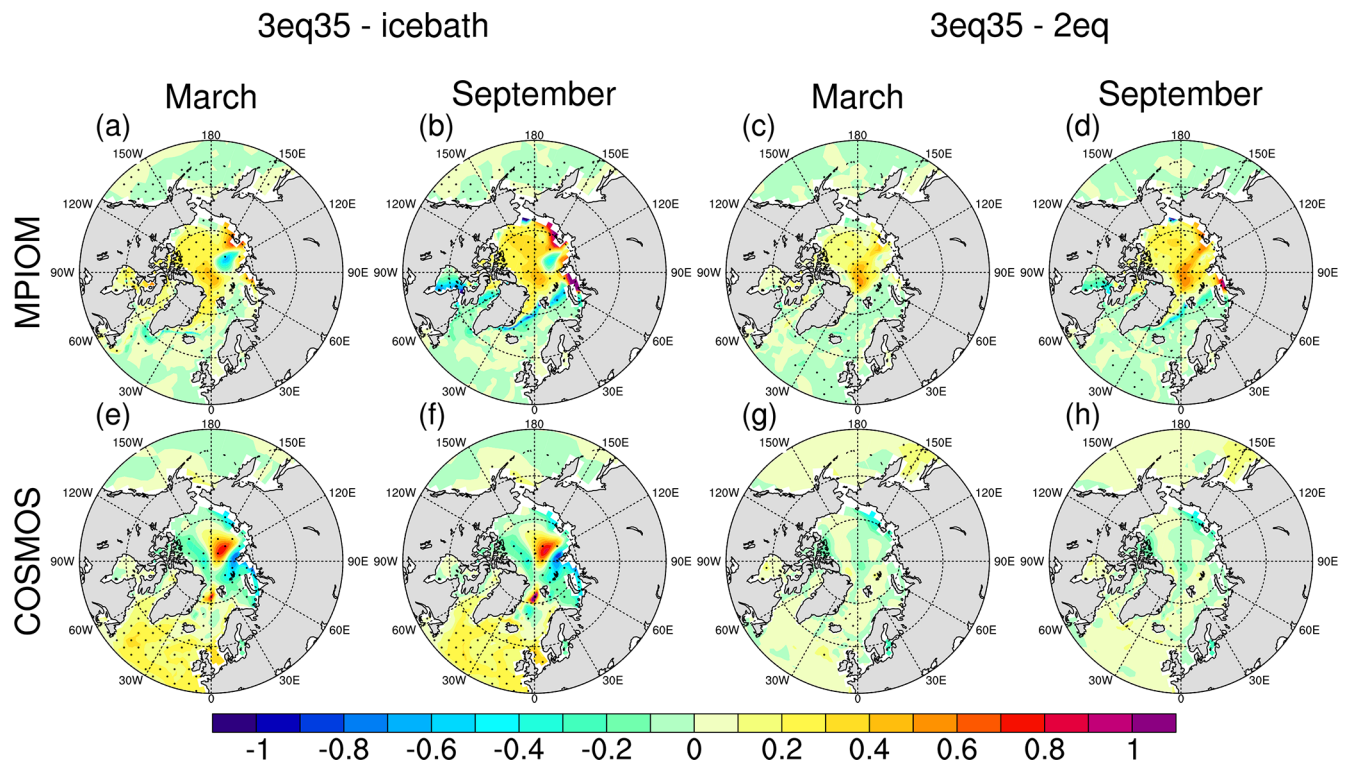 3eq35 - icebath 3eq35 - 2eq
March September March September
(a) (b) (c) (d)
180 180 180 180
150W 150E 150W 150E 150W 150E 150W 150E
120W 120E 120W 120E 120W 120E 120W 120E
MPIOM
90W 90E 90W 90E 90W 90E 90W 90E
60W 60E 60W 60E 60W 60E 60W 60E
30W 30E 30W 30E 30W 30E 30W 30E
0 0 0 0
(e) (f) (g) (h)
180 180 180 180
150W 150E 150W 150E 150W 150E 150W 150E
120W 120E 120W 120E 120W 120E 120W 120E
COSMOS
90W 90E 90W 90E 90W 90E 90W 90E
60W 60E 60W 60E 60W 60E 60W 60E
30W 30E 30W 30E 30W 30E 30W 30E
0 0 0 0
-1 -0.8 -0.6 -0.4 -0.2 0 0.2 0.4 0.6 0.8 1